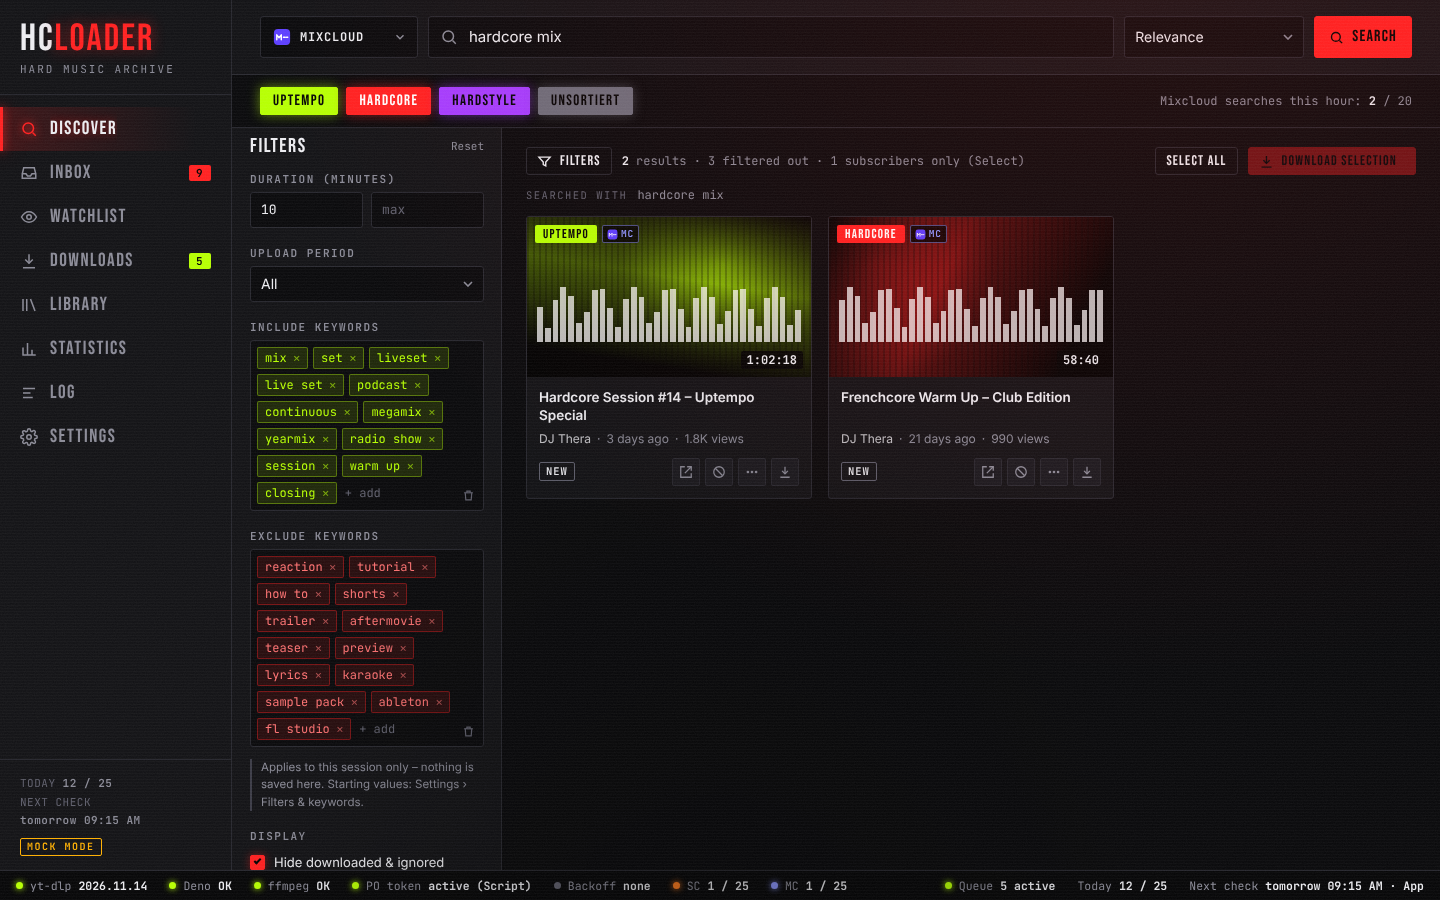 HCLOADER
HARD MUSIC ARCHIVE
DISCOVER
INBOX 9
WATCHLIST
DOWNLOADS 5
LIBRARY
STATISTICS
LOG
SETTINGS
TODAY 12 / 25
NEXT CHECK
tomorrow 09:15 AM
MOCK MODE
MIXCLOUD
hardcore mix
Relevance
SEARCH
UPTEMPO HARDCORE HARDSTYLE UNSORTIERT
Mixcloud searches this hour: 2 / 20
FILTERS Reset
DURATION (MINUTES)
10 max
UPLOAD PERIOD
All
INCLUDE KEYWORDS
mix × set × liveset ×
live set × podcast ×
continuous × megamix ×
yearmix × radio show ×
session × warm up ×
closing × + add
EXCLUDE KEYWORDS
reaction × tutorial ×
how to × shorts ×
trailer × aftermovie ×
teaser × preview ×
lyrics × karaoke ×
sample pack × ableton ×
fl studio × + add
Applies to this session only – nothing is
saved here. Starting values: Settings ›
Filters & keywords.
DISPLAY
Hide downloaded & ignored
FILTERS 2 results · 3 filtered out · 1 subscribers only (Select)
SELECT ALL DOWNLOAD SELECTION
SEARCHED WITH hardcore mix
UPTEMPO MC
1:02:18
Hardcore Session #14 – Uptempo
Special
DJ Thera · 3 days ago · 1.8K views
NEW
HARDCORE MC
58:40
Frenchcore Warm Up – Club Edition
DJ Thera · 21 days ago · 990 views
NEW
yt-dlp 2026.11.14 Deno OK ffmpeg OK PO token active (Script) Backoff none SC 1 / 25 MC 1 / 25 Queue 5 active Today 12 / 25 Next check tomorrow 09:15 AM · App